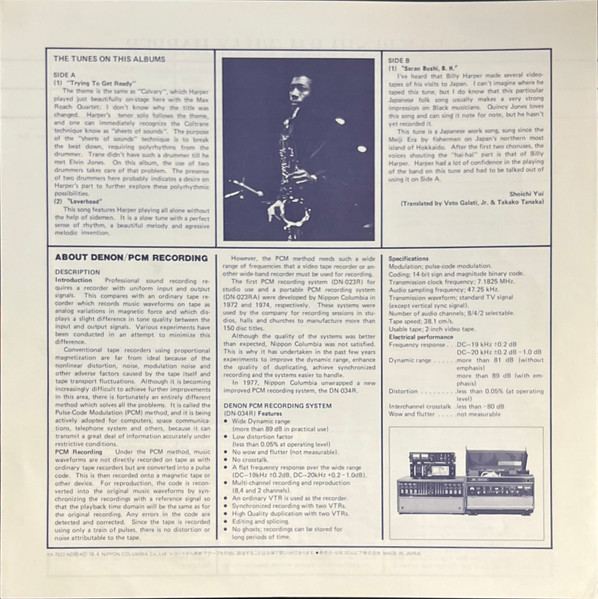 THE TUNES ON THIS ALBUMS
SIDE A
(1) "Trying To Get Ready"
The theme is the same as "Calvary", which Harper
played just beautifully on-stage here with the Max
Roach Quartet; I don't know why the title was
changed. Harper's tenor solo follows the theme,
and one can immediately recognize the Coltrane
technique know as "sheets of sound". The purpose
of the "sheets of sound" technique is to break
the beat down, requiring polyrhythms from the
drummer. Trane didn't have such a drummer till he
met Elvin Jones. On this album, the use of two
drummers takes care of that problem. The presence
of two drummers here probably indicates a desire on
Harper's part to further explore these polyrhythmic
possibilities.
(2) "Loverhood"
This song features Harper playing all alone without
the help of sidemen. It is a slow tune with a perfect
sense of rhythm, a beautiful melody and agressive
melodic invention.
SIDE B
(1) "Soran Bushi, B. H."
I've heard that Billy Harper made several video-
tapes of his visits to Japan. I can't imagine where he
taped this tune, but I do know that this particular
Japanese folk song usually makes a very strong
impression on Black musicians. Quincy Jones loves
this song and can sing it note for note, but he hasn't
yet recorded it.
This tune is a Japanese work song, sung since the
Meiji Era by fishermen on Japan's northern most
island of Hokkaido. After the first two choruses, the
voices shouting the "hai-hai" part is that of Billy
Harper. Harper had a lot of confidence in the playing
of the band on this tune and had to be talked out of
using it on Side A.
Shoichi Yui
(Translated by Voto Galati, Jr. & Takako Tanaka)
ABOUT DENON/PCM RECORDING
DESCRIPTION
Introduction Professional sound recording re-
quires a recorder with uniform input and output
signals. This compares with an ordinary tape re-
corder which records music waveforms on tape as
analog variations in magnetic force and which dis-
plays a slight difference in tone quality between the
input and output signals. Various experiments have
been conducted in an attempt to minimize this
difference.
Conventional tape recorders using proportional
magnetization are far from ideal because of the
nonlinear distortion, noise, modulation noise and
other adverse factors caused by the tape itself and
tape transport fluctuations. Although it is becoming
increasingly difficult to achieve further improvements
in this area, there is fortunately an entirely different
method which solves all the problems. It is called the
Pulse Code Modulation (PCM) method, and it is being
actively adopted for computers, space communica-
tions, telephone system and others, because it can
transmit a great deal of information accurately under
restrictive conditions.
PCM Recording Under the PCM method, music
waveforms are not directly recorded on tape as with
ordinary tape recorders but are converted into a pulse
code. This is then recorded onto a magnetic tape or
other device. For reproduction, the code is recon-
verted into the original music waveforms by syn-
chronizing the recordings with a reference signal so
that the playback time domain will be the same as for
the original recording. Any errors in the code are
detected and corrected. Since the tape is recorded
using only a train of pulses, there is no distortion or
noise attributable to the tape.
However, the PCM method needs such a wide
range of frequencies that a video tape recorder or an-
other wide-band recorder must be used for recording.
The first PCM recording system (DN-023R) for
studio use and a portable PCM recording system
(DN-023RA) were developed by Nippon Columbia in
1972 and 1974, respectively. These systems were
used by the company for recording sessions in stu-
dios, halls and churches to manufacture more than
150 disc titles.
Although the quality of the systems was better
than expected, Nippon Columbia was not satisfied.
This is why it has undertaken in the past few years
experiments to improve the dynamic range, enhance
the quality of duplicating, achieve synchronized
recording and the systems easier to handle.
In 1977, Nippon Columbia unwrapped a new
improved PCM recording system, the DN-034R.
DENON PCM RECORDING SYSTEM
(DN-034R) Features
● Wide Dynamic range
(more than 89 dB in practical use)
● Low distortion factor
(less than 0.05% at operating level)
● No wow and flutter (not measurable).
● No crosstalk.
● A flat frequency response over the wide range
(DC~19kHz ±0.2dB, DC~20kHz +0.2 −1.0dB).
● Multi-channel recording and reproduction
(8,4 and 2 channels).
● An ordinary VTR is used as the recorder.
● Synchronized recording with two VTRs.
● High Quality duplication with two VTRs.
● Editing and splicing.
● No ghosts; recordings can be stored for
long periods of time.
Specifications
Modulation; pulse-code modulation.
Coding; 14-bit sign and magnitude binary code.
Transmission clock frequency; 7.1825 MHz.
Audio sampling frequency; 47.25 kHz.
Transmission waveform; standard TV signal
(except vertical sync signal).
Number of audio channels; 8/4/2 selectable.
Tape speed; 38.1 cm/s.
Usable tape; 2-inch video tape.
Electrical performance
Frequency response . . DC~19 kHz ±0.2 dB
DC~20 kHz ±0.2 dB −1.0 dB
Dynamic range . . . . more than 81 dB (without
emphasis)
more than 89 dB (with em-
phasis)
Distortion . . . . . . . . less than 0.05% (at operating
level)
Interchannel crosstalk . less than −80 dB
Wow and flutter . . . not measurable
NIPPON COLUMBIA Co., Ltd.
MADE IN JAPAN